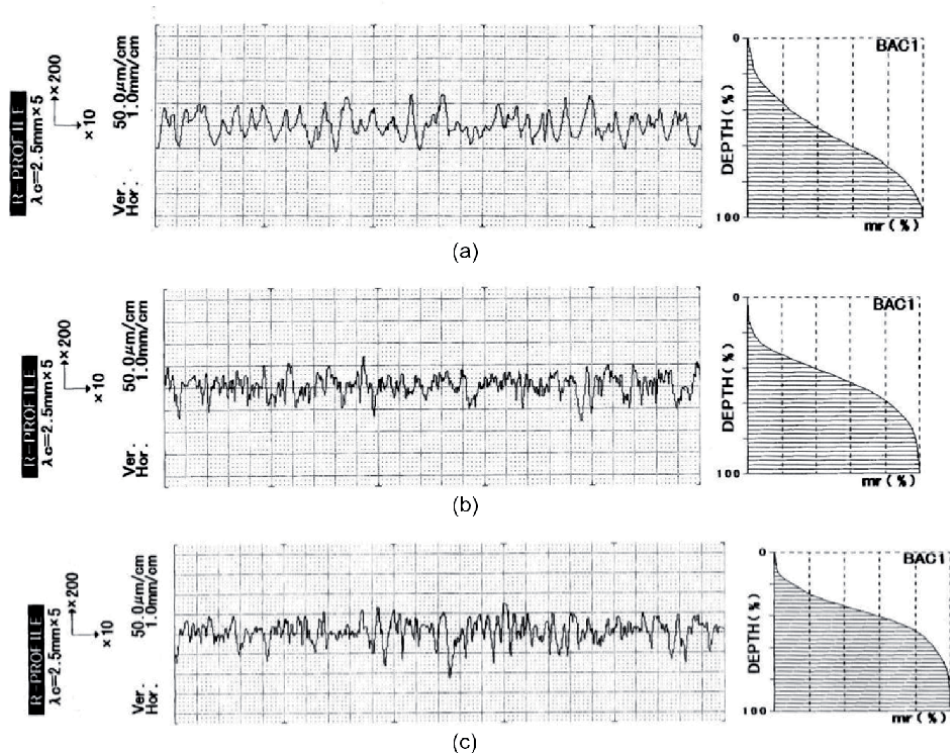 R-PROFILE
λc=2.5mm×5
×200
×10
Ver. 50.0μm/cm
Hor. 1.0mm/cm
0
BAC1
DEPTH(%)
100
mr(%)
(a)
R-PROFILE
λc=2.5mm×5
×200
×10
Ver. 50.0μm/cm
Hor. 1.0mm/cm
0
BAC1
DEPTH(%)
100
mr(%)
(b)
R-PROFILE
λc=2.5mm×5
×200
×10
Ver. 50.0μm/cm
Hor. 1.0mm/cm
0
BAC1
DEPTH(%)
100
mr(%)
(c)